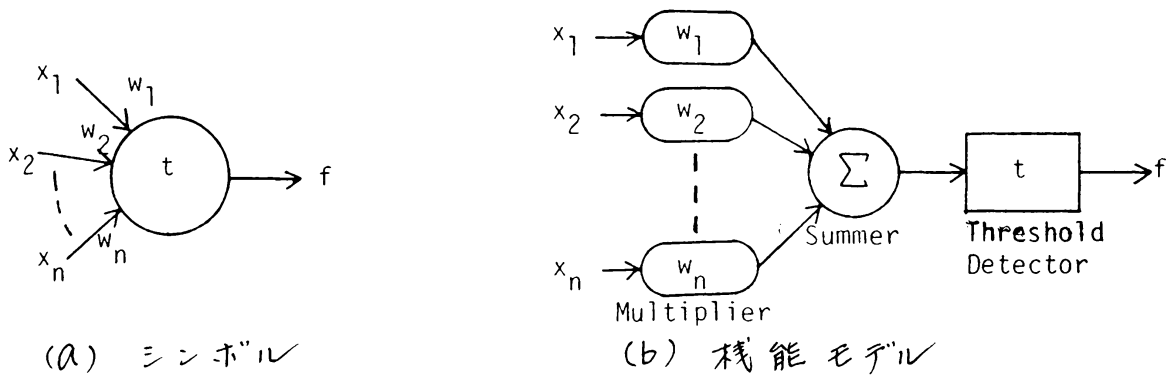 x1
w1
x2
w2
t
f
xn
wn
(a) シンボル
x1
w1
x2
w2
Σ
t
f
Summer
Threshold
Detector
xn
wn
Multiplier
(b) 機能モデル